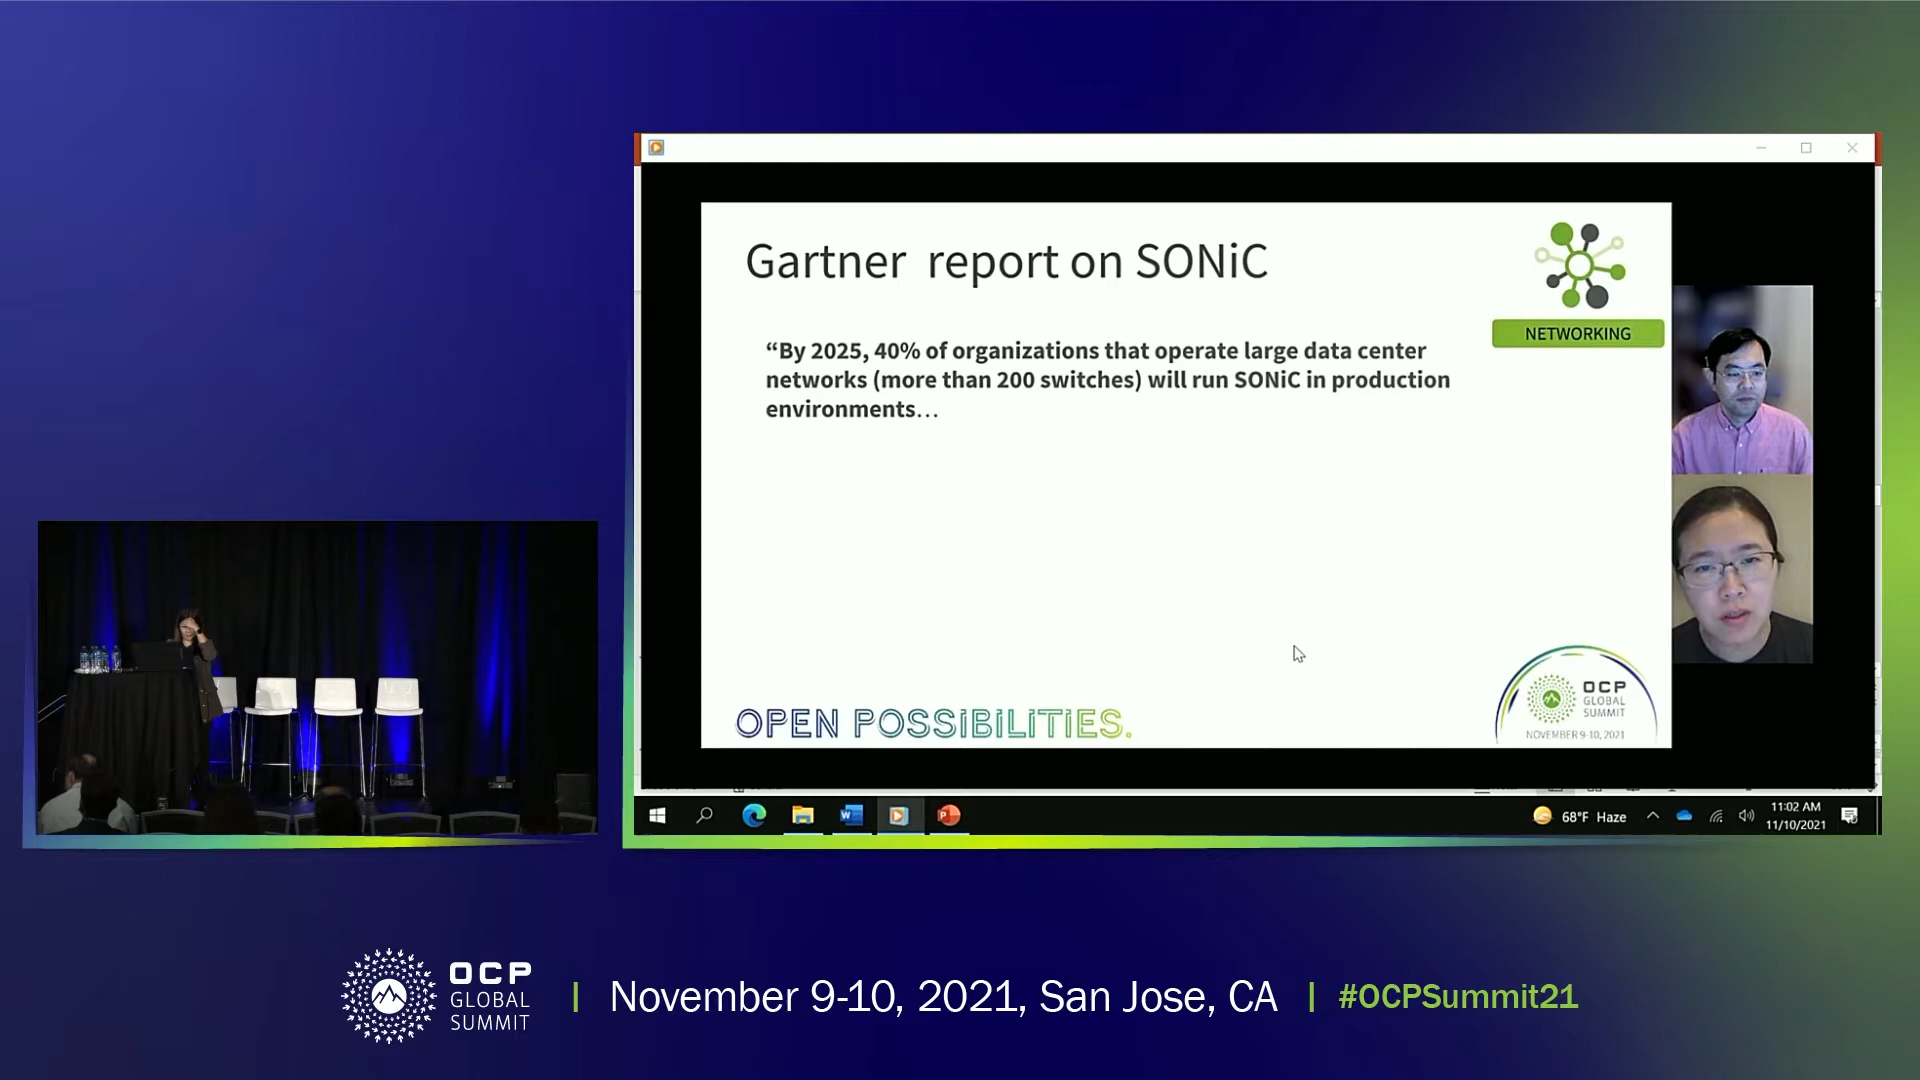 Gartner report on SONiC
NETWORKING
“By 2025, 40% of organizations that operate large data center
networks (more than 200 switches) will run SONiC in production
environments…
OPEN POSSIBILITIES.
OCP
GLOBAL
SUMMIT
NOVEMBER 9-10, 2021
68°F Haze
11:02 AM
11/10/2021
OCP
GLOBAL
SUMMIT
November 9-10, 2021, San Jose, CA
#OCPSummit21